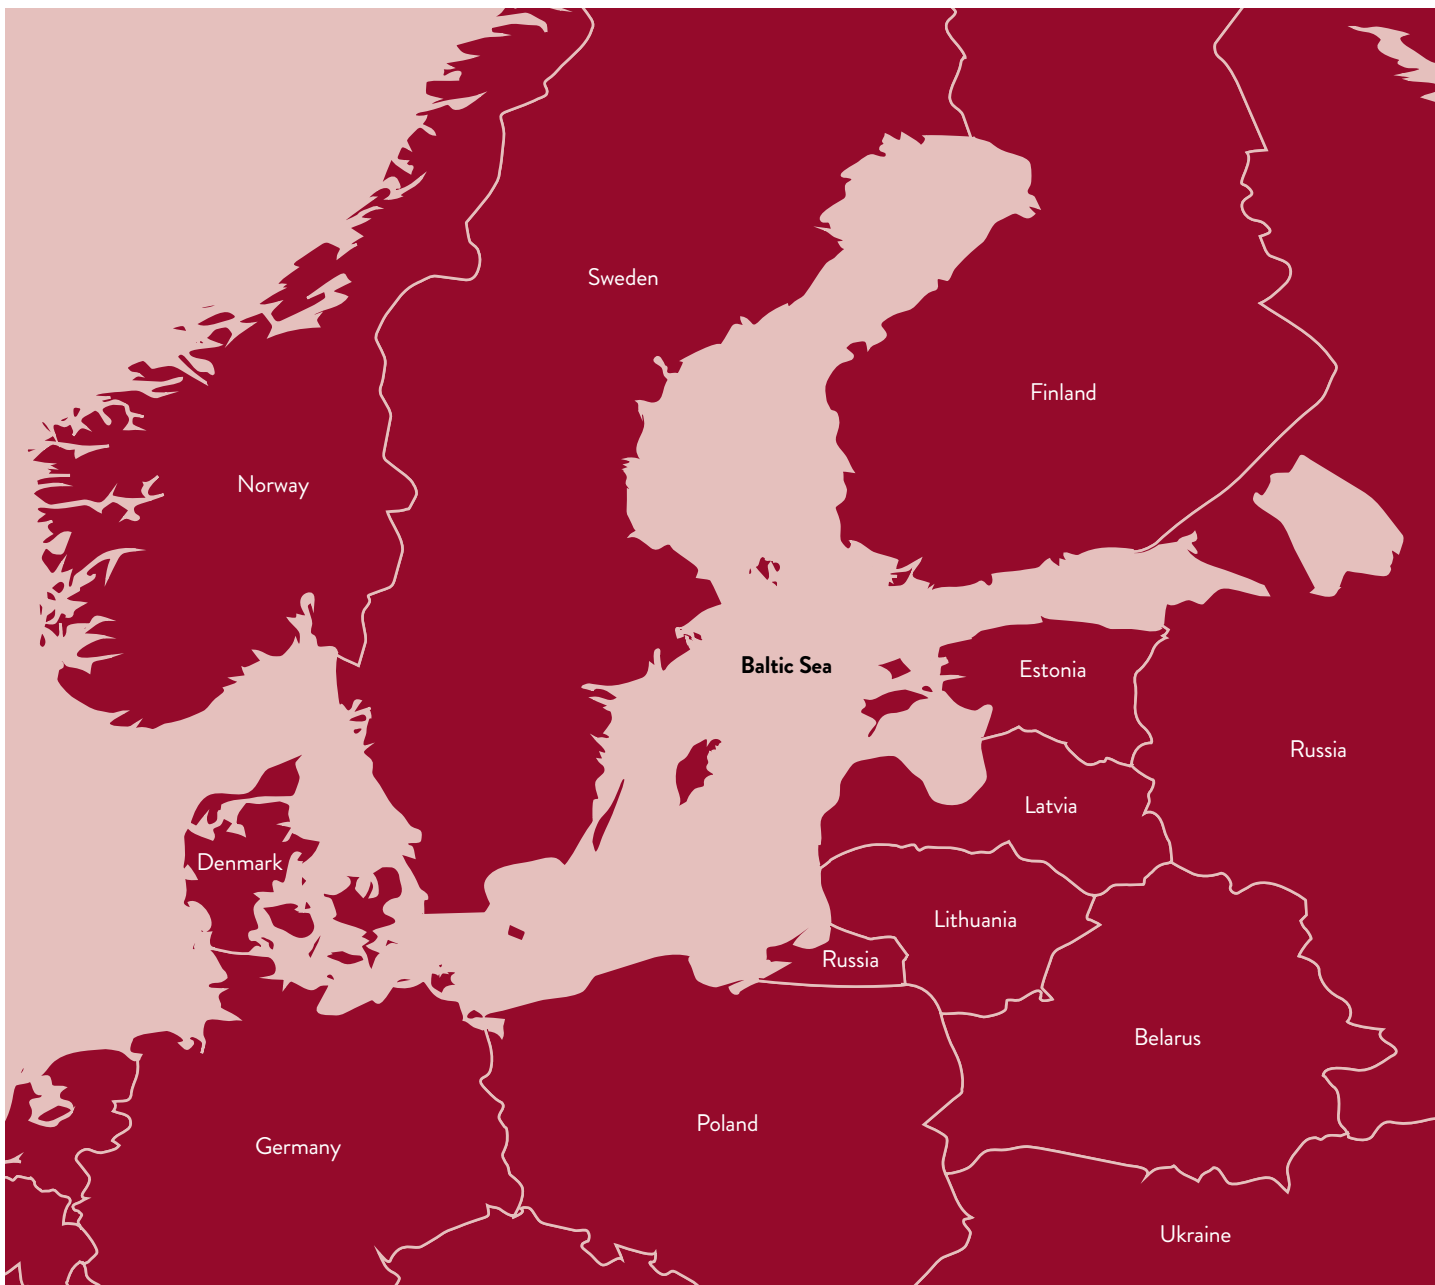 Sweden
Finland
Norway
Baltic Sea
Estonia
Russia
Latvia
Denmark
Lithuania
Russia
Belarus
Poland
Germany
Ukraine